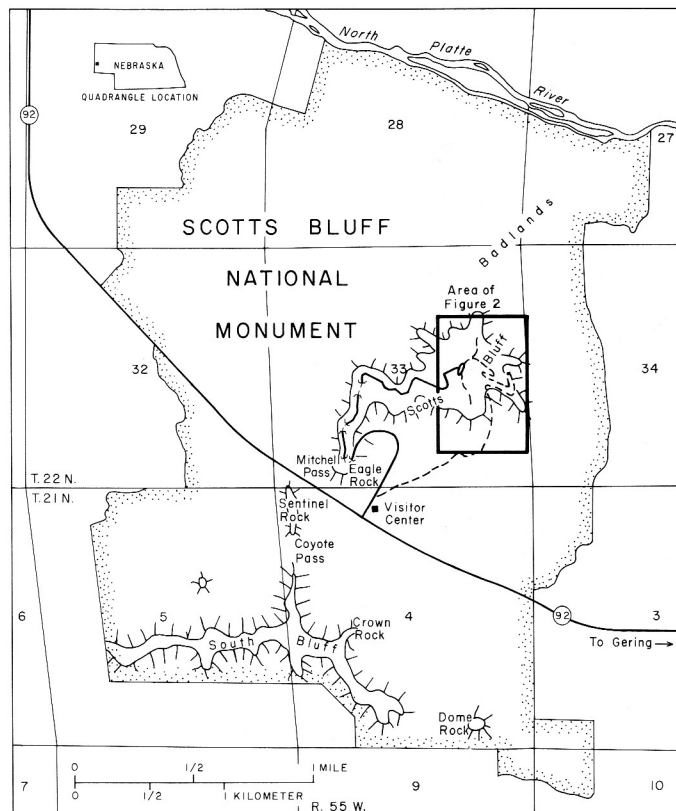 North Platte River
NEBRASKA
QUADRANGLE LOCATION
92
29
28
27
SCOTTS BLUFF
NATIONAL
MONUMENT
Badlands
Area of
Figure 2
32
33
34
Scotts Bluff
Mitchell
Pass
Eagle
Rock
T. 22 N.
T. 21 N.
Sentinel
Rock
Visitor
Center
Coyote
Pass
6
5
4
3
Crown
Rock
92
To Gering
South Bluff
Dome
Rock
0 1/2 1 MILE
0 1/2 1 KILOMETER
7
9
10
R. 55 W.